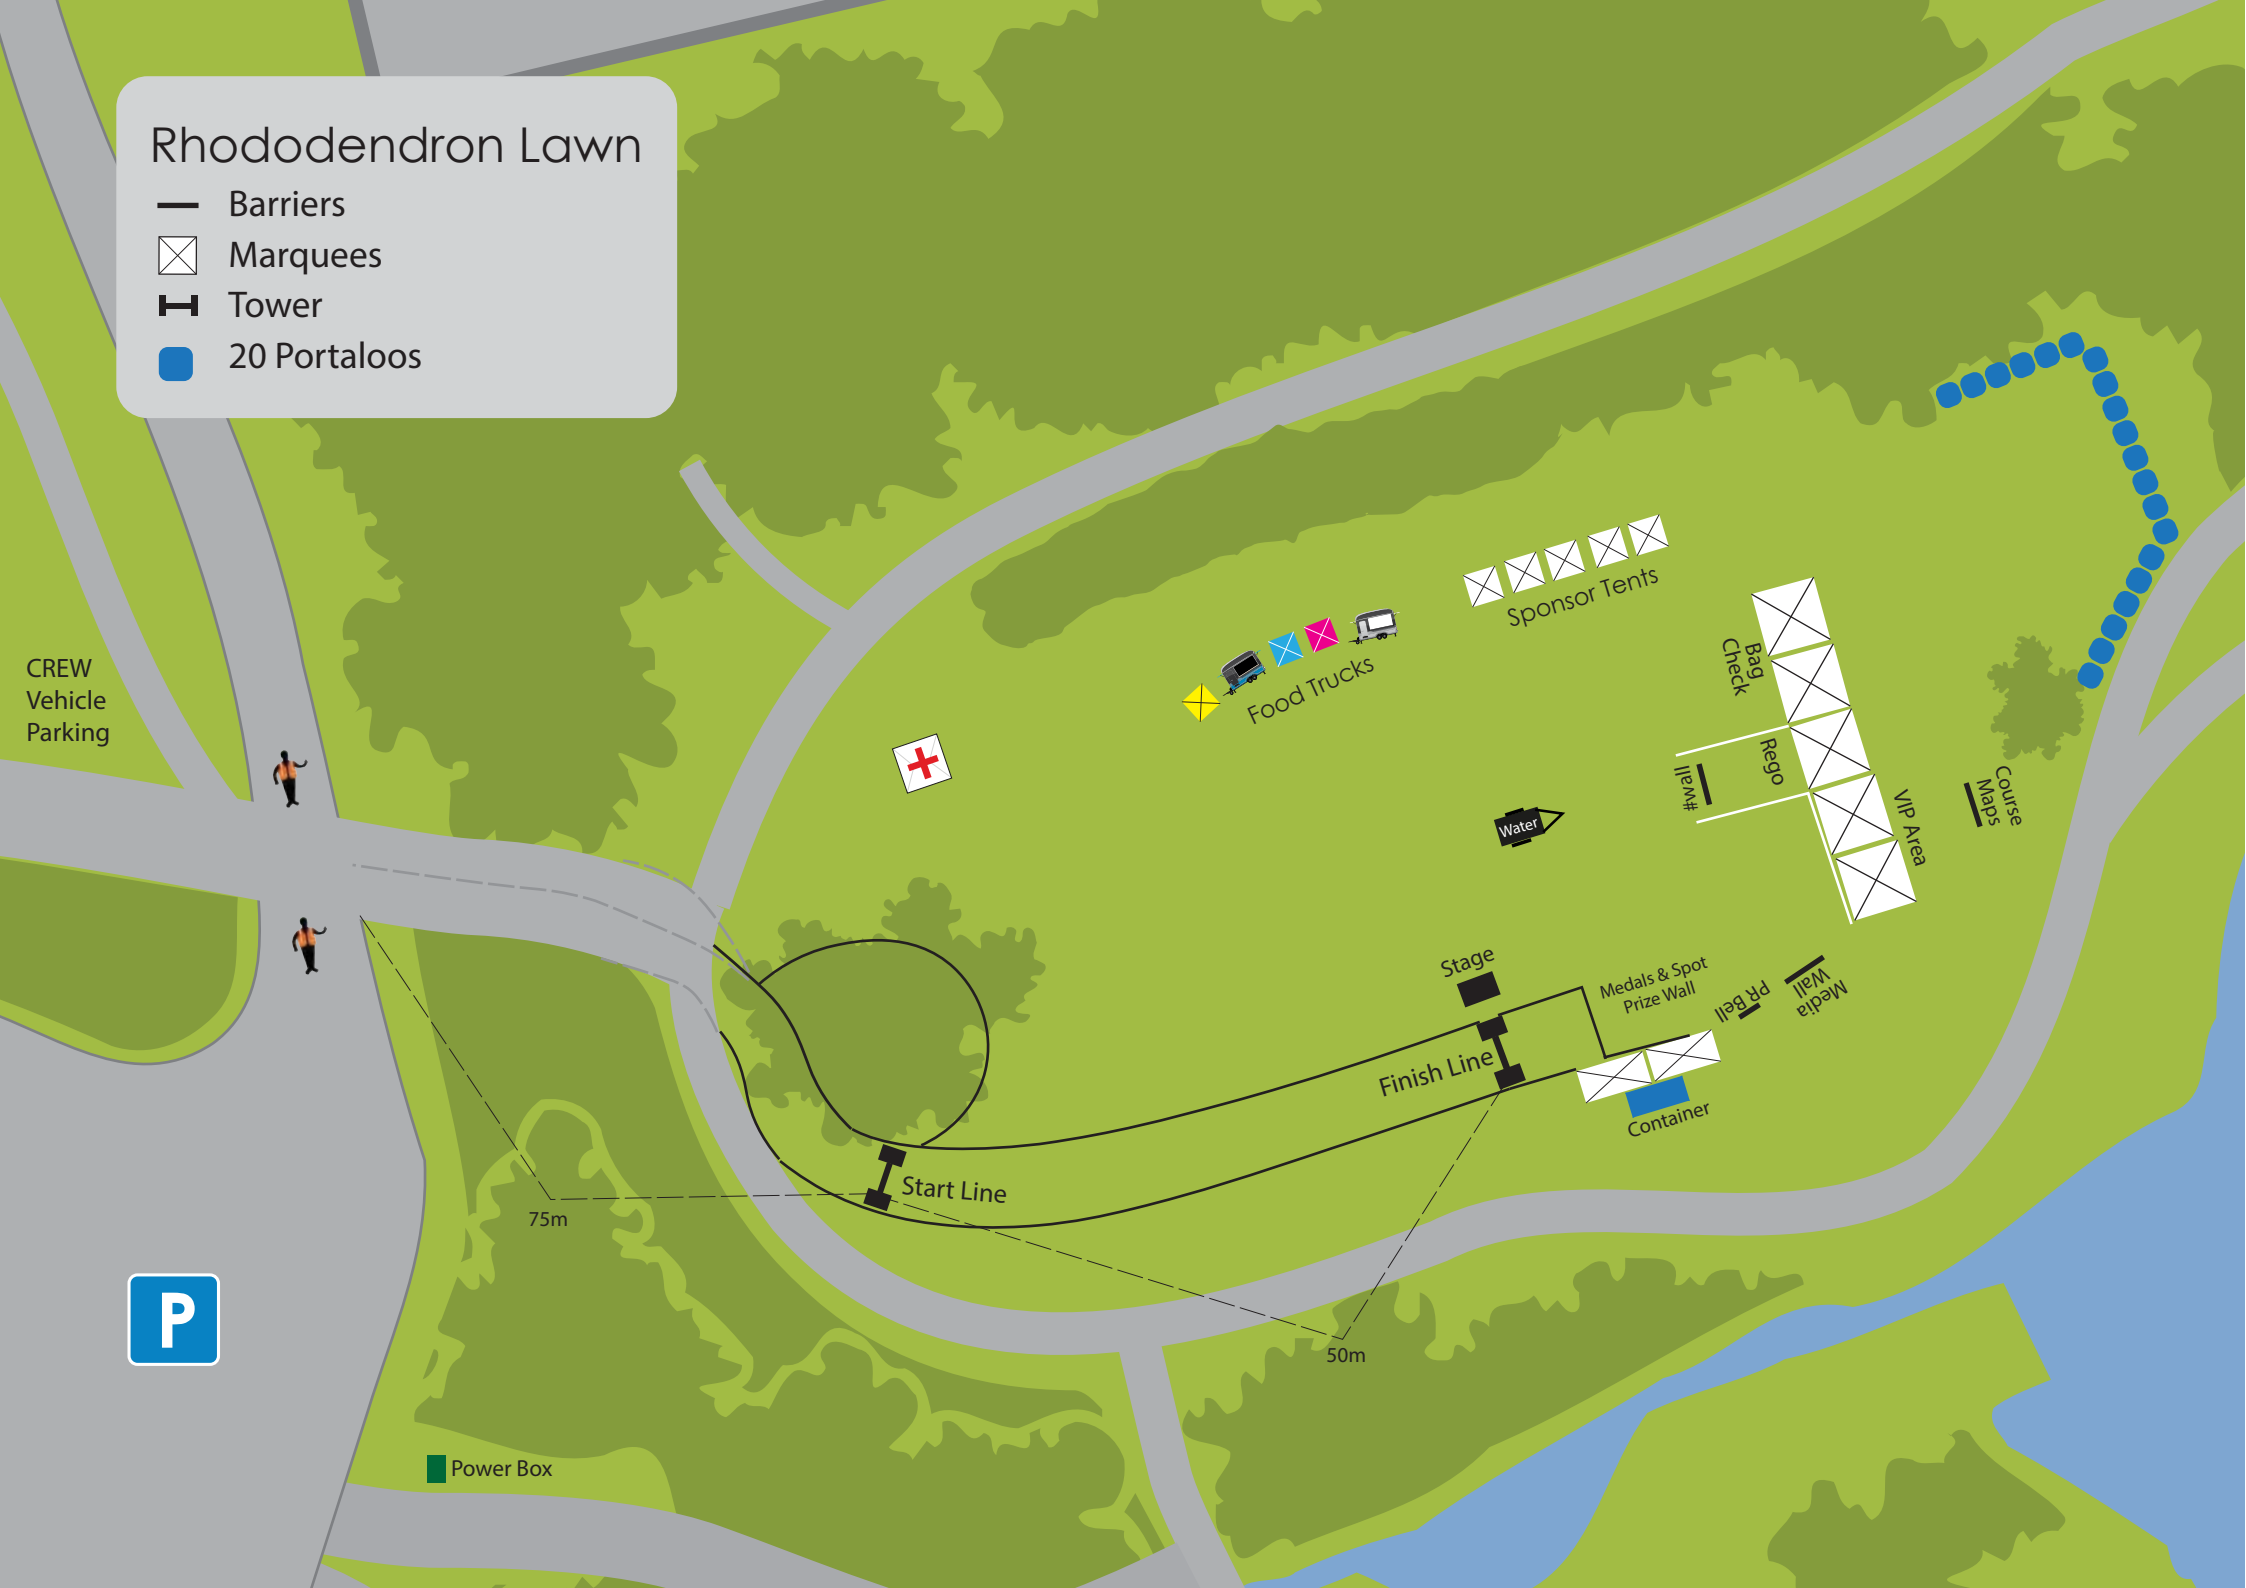 Rhododendron Lawn
Barriers
Marquees
Tower
20 Portaloos
CREW
Vehicle
Parking
Sponsor Tents
Food Trucks
Bag
Check
Rego
#wall
VIP Area
Course
Maps
Water
Stage
Medals & Spot
Prize Wall
PR Bell
Media
Wall
Finish Line
Container
Start Line
75m
50m
P
Power Box